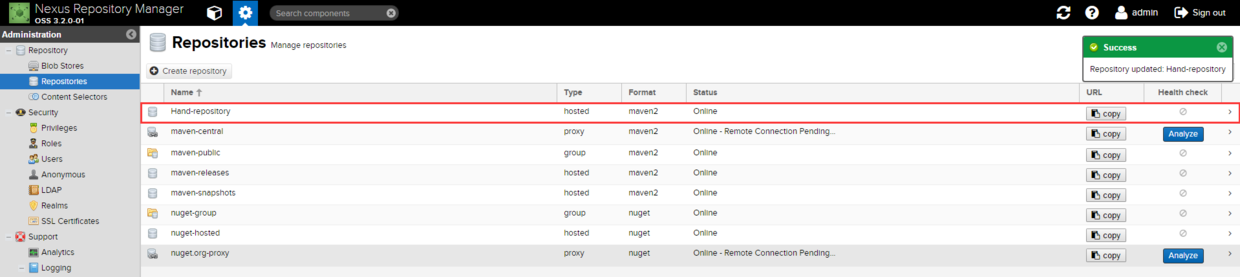 Nexus Repository Manager
OSS 3.2.0-01
Search components
admin
Sign out
Administration
Repository
Blob Stores
Repositories
Content Selectors
Security
Privileges
Roles
Users
Anonymous
LDAP
Realms
SSL Certificates
Support
Analytics
Logging
Repositories Manage repositories
Success
Repository updated: Hand-repository
Create repository
Name Type Format Status URL Health check
Hand-repository hosted maven2 Online copy
maven-central proxy maven2 Online - Remote Connection Pending... copy Analyze
maven-public group maven2 Online copy
maven-releases hosted maven2 Online copy
maven-snapshots hosted maven2 Online copy
nuget-group group nuget Online copy
nuget-hosted hosted nuget Online copy
nuget.org-proxy proxy nuget Online - Remote Connection Pending... copy Analyze